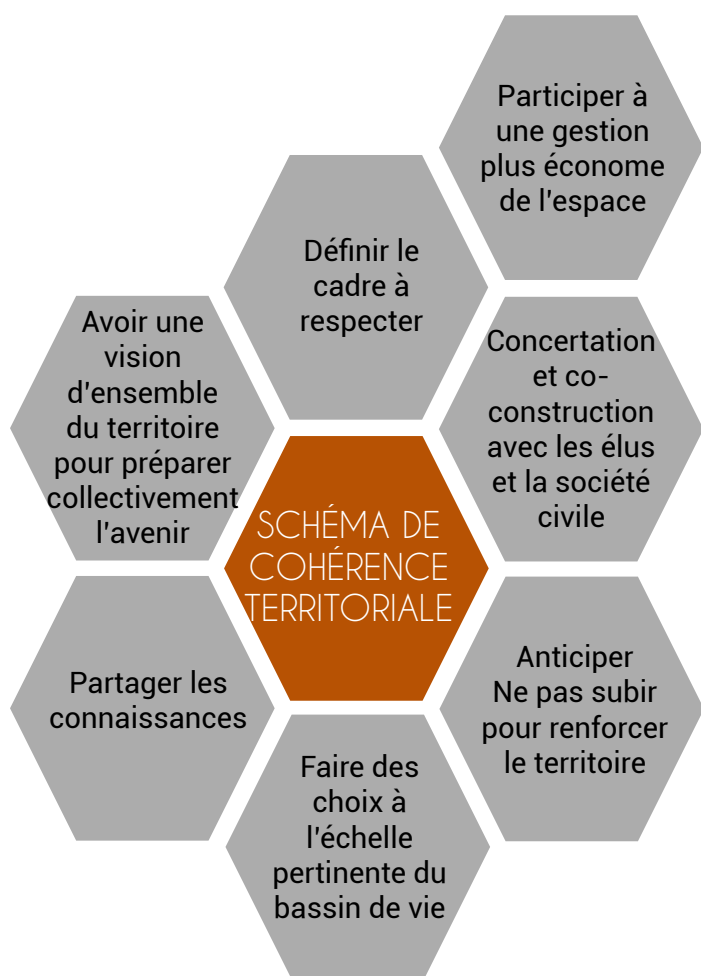 Participer à
une gestion
plus économe
de l'espace
Définir le
cadre à
respecter
Avoir une
vision
d'ensemble
du territoire
pour préparer
collectivement
l'avenir
Concertation
et co-
construction
avec les élus
et la société
civile
SCHÉMA DE
COHÉRENCE
TERRITORIALE
Partager les
connaissances
Anticiper
Ne pas subir
pour renforcer
le territoire
Faire des
choix à
l'échelle
pertinente du
bassin de vie